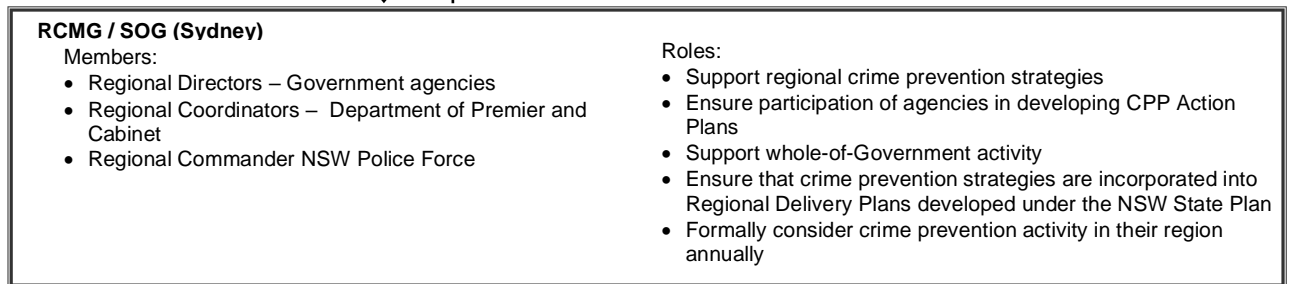 RCMG / SOG (Sydney)
Members:
• Regional Directors – Government agencies
• Regional Coordinators – Department of Premier and
Cabinet
• Regional Commander NSW Police Force
Roles:
• Support regional crime prevention strategies
• Ensure participation of agencies in developing CPP Action
Plans
• Support whole-of-Government activity
• Ensure that crime prevention strategies are incorporated into
Regional Delivery Plans developed under the NSW State Plan
• Formally consider crime prevention activity in their region
annually